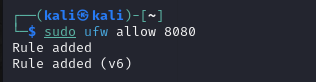 ┌──(kali㉿kali)-[~]
└─$ sudo ufw allow 8080
Rule added
Rule added (v6)